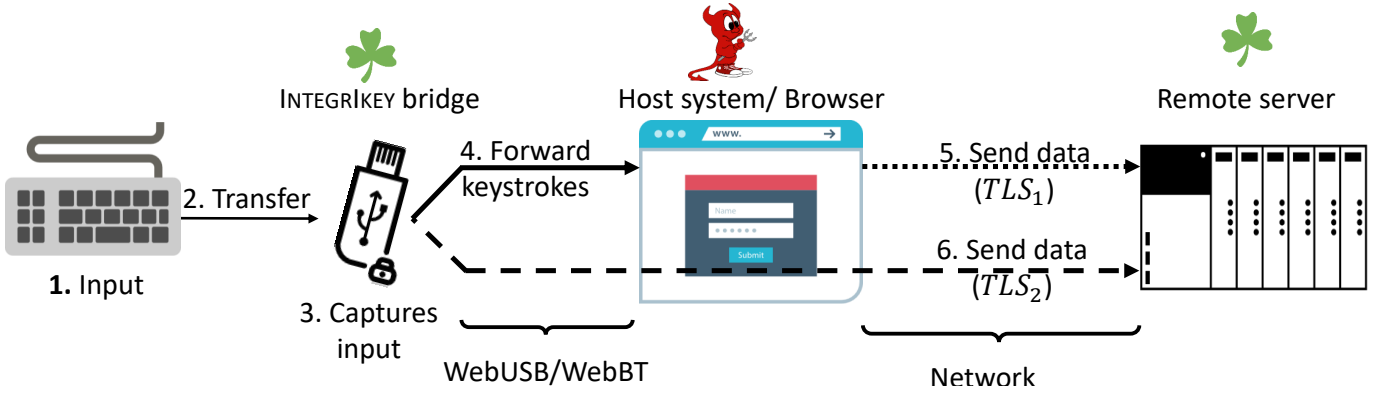 INTEGRIKEY bridge
Host system/ Browser
Remote server
www.
4. Forward
keystrokes
5. Send data
(TLS₁)
2. Transfer
Name
Submit
6. Send data
(TLS₂)
1. Input
3. Captures
input
WebUSB/WebBT
Network